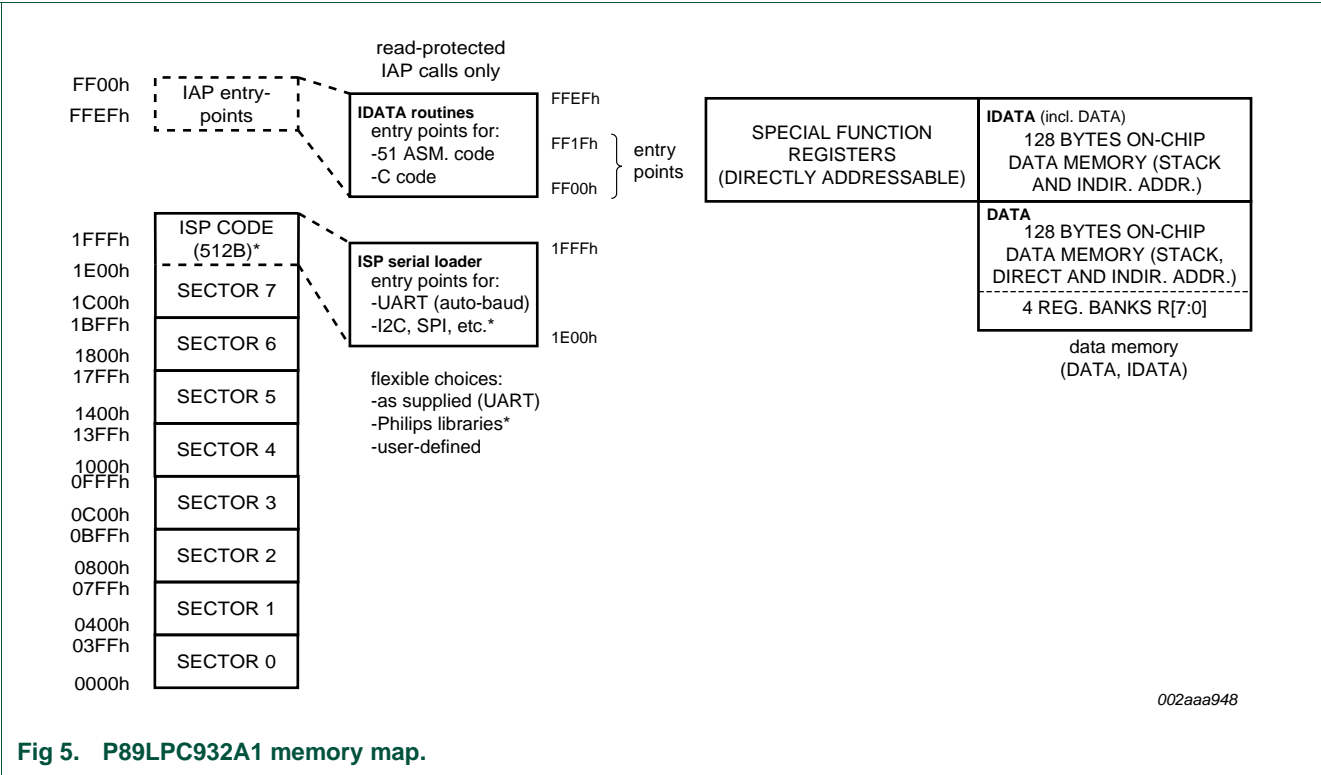 read-protected
IAP calls only
FF00h
FFEFh
IAP entry-
points
IDATA routines
entry points for:
-51 ASM. code
-C code
FFEFh
FF1Fh
FF00h
entry
points
ISP CODE
(512B)*
1FFFh
1E00h
SECTOR 7
1C00h
1BFFh
SECTOR 6
1800h
17FFh
SECTOR 5
1400h
13FFh
SECTOR 4
1000h
0FFFh
SECTOR 3
0C00h
0BFFh
SECTOR 2
0800h
07FFh
SECTOR 1
0400h
03FFh
SECTOR 0
0000h
ISP serial loader
entry points for:
-UART (auto-baud)
-I2C, SPI, etc.*
1FFFh
1E00h
flexible choices:
-as supplied (UART)
-Philips libraries*
-user-defined
SPECIAL FUNCTION
REGISTERS
(DIRECTLY ADDRESSABLE)
IDATA (incl. DATA)
128 BYTES ON-CHIP
DATA MEMORY (STACK
AND INDIR. ADDR.)
DATA
128 BYTES ON-CHIP
DATA MEMORY (STACK,
DIRECT AND INDIR. ADDR.)
4 REG. BANKS R[7:0]
data memory
(DATA, IDATA)
002aaa948
Fig 5. P89LPC932A1 memory map.